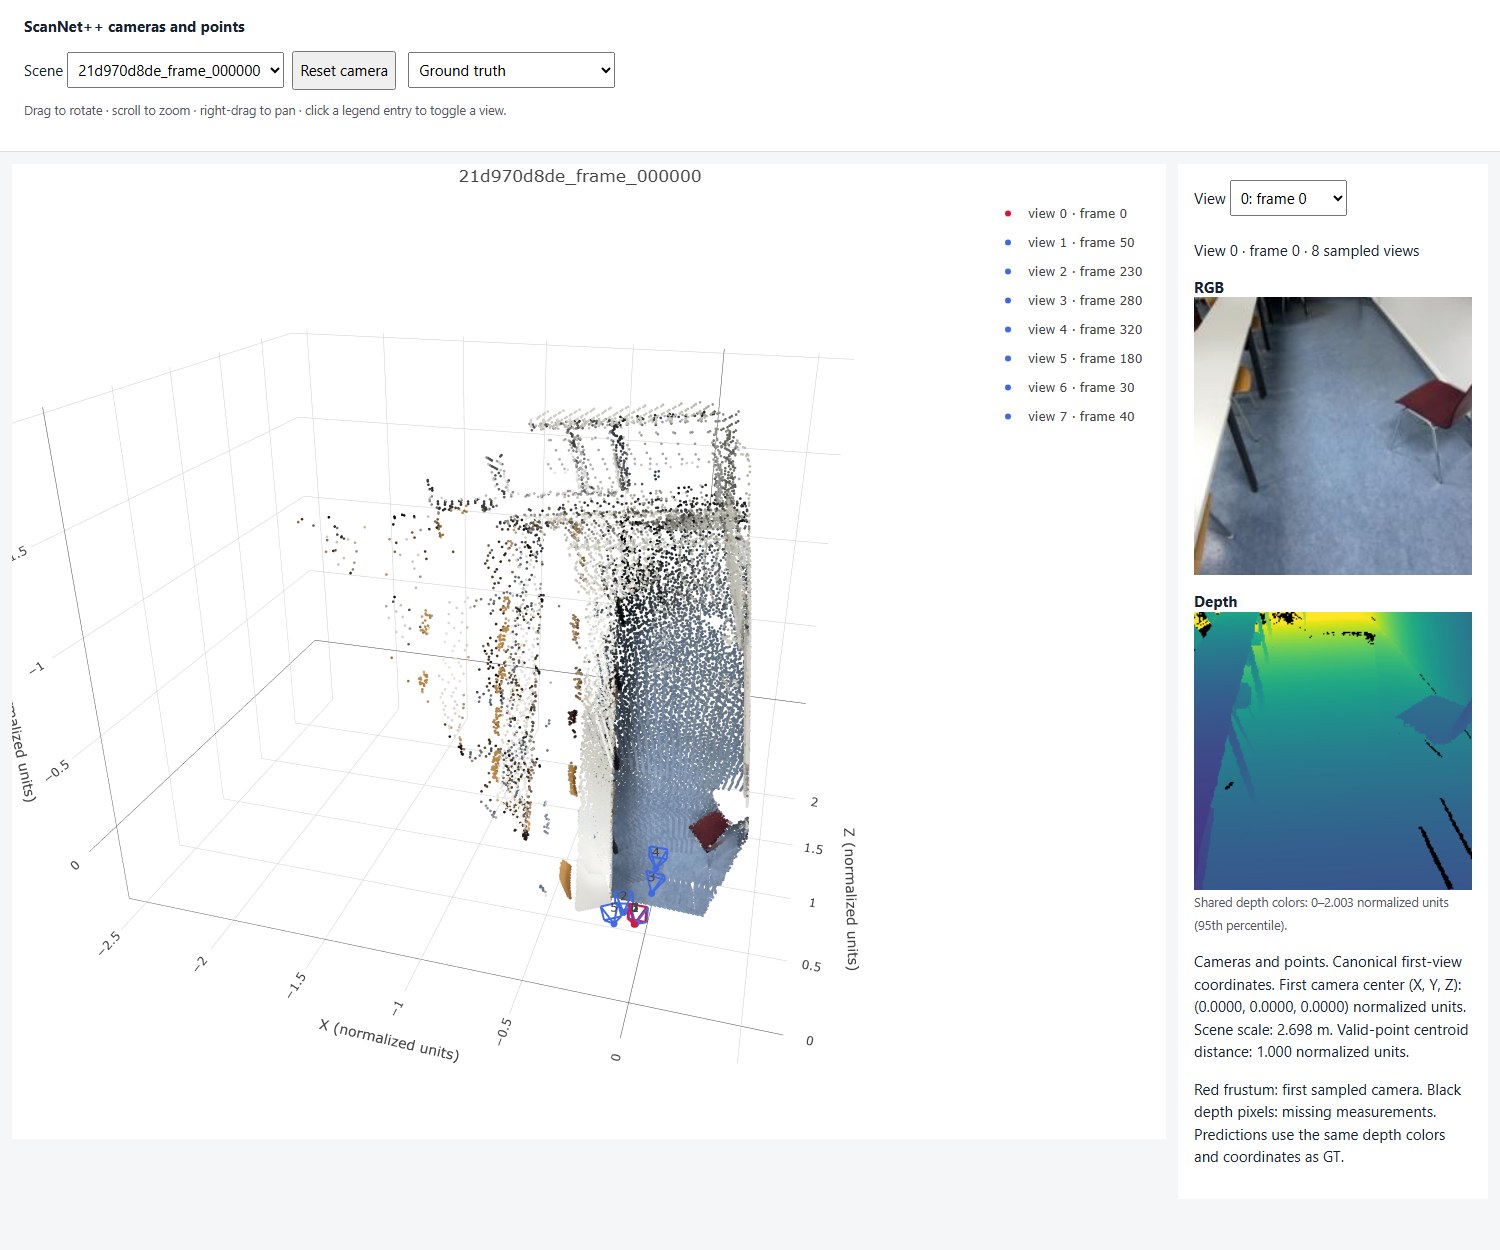 ScanNet++ cameras and points
Scene 21d970d8de_frame_000000 Reset camera Ground truth
Drag to rotate · scroll to zoom · right-drag to pan · click a legend entry to toggle a view.
21d970d8de_frame_000000
view 0 · frame 0
view 1 · frame 50
view 2 · frame 230
view 3 · frame 280
view 4 · frame 320
view 5 · frame 180
view 6 · frame 30
view 7 · frame 40
−1
−0.5
0
malized units)
−2.5
−2
−1.5
−1
−0.5
0
X (normalized units)
2
1.5
1
0.5
0
Z (normalized units)
4
3
View 0: frame 0
View 0 · frame 0 · 8 sampled views
RGB
Depth
Shared depth colors: 0–2.003 normalized units
(95th percentile).
Cameras and points. Canonical first-view
coordinates. First camera center (X, Y, Z):
(0.0000, 0.0000, 0.0000) normalized units.
Scene scale: 2.698 m. Valid-point centroid
distance: 1.000 normalized units.
Red frustum: first sampled camera. Black
depth pixels: missing measurements.
Predictions use the same depth colors
and coordinates as GT.